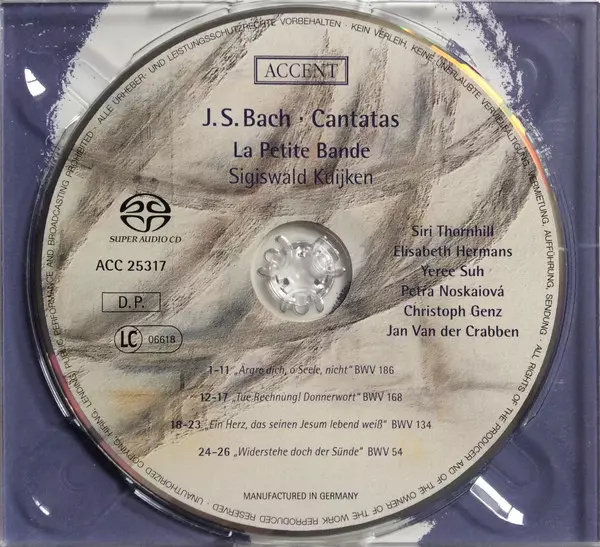 ACCENT
J. S. Bach · Cantatas
La Petite Bande
Sigiswald Kuijken
SUPER AUDIO CD
ACC 25317
D. P.
LC 06618
Siri Thornhill
Elisabeth Hermans
Yeree Suh
Petra Noskaiová
Christoph Genz
Jan Van der Crabben
1-11 „Ärgre dich, o Seele, nicht" BWV 186
12-17 „Tue Rechnung! Donnerwort" BWV 168
18-23 „Ein Herz, das seinen Jesum lebend weiß" BWV 134
24-26 „Widerstehe doch der Sünde" BWV 54
MANUFACTURED IN GERMANY
ALLE URHEBER- UND LEISTUNGSSCHUTZRECHTE VORBEHALTEN · KEIN VERLEIH, KEINE UNERLAUBTE VERVIELFÄLTIGUNG, VERMIETUNG, AUFFÜHRUNG, SENDUNG · ALL RIGHTS OF THE PRODUCER AND OF THE OWNER OF THE WORK REPRODUCED RESERVED · UNAUTHORIZED COPYING, HIRING, LENDING, PUBLIC PERFORMANCE AND BROADCASTING PROHIBITED ·